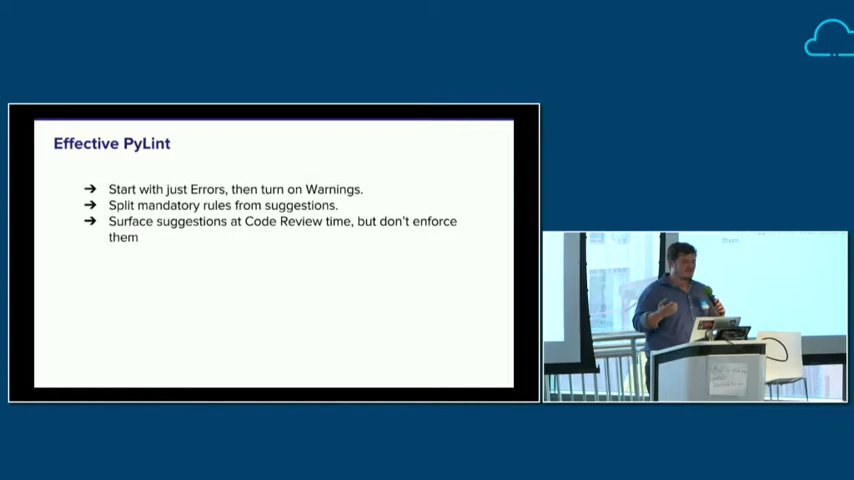 Effective PyLint
➔ Start with just Errors, then turn on Warnings.
➔ Split mandatory rules from suggestions.
➔ Surface suggestions at Code Review time, but don't enforce
them
them